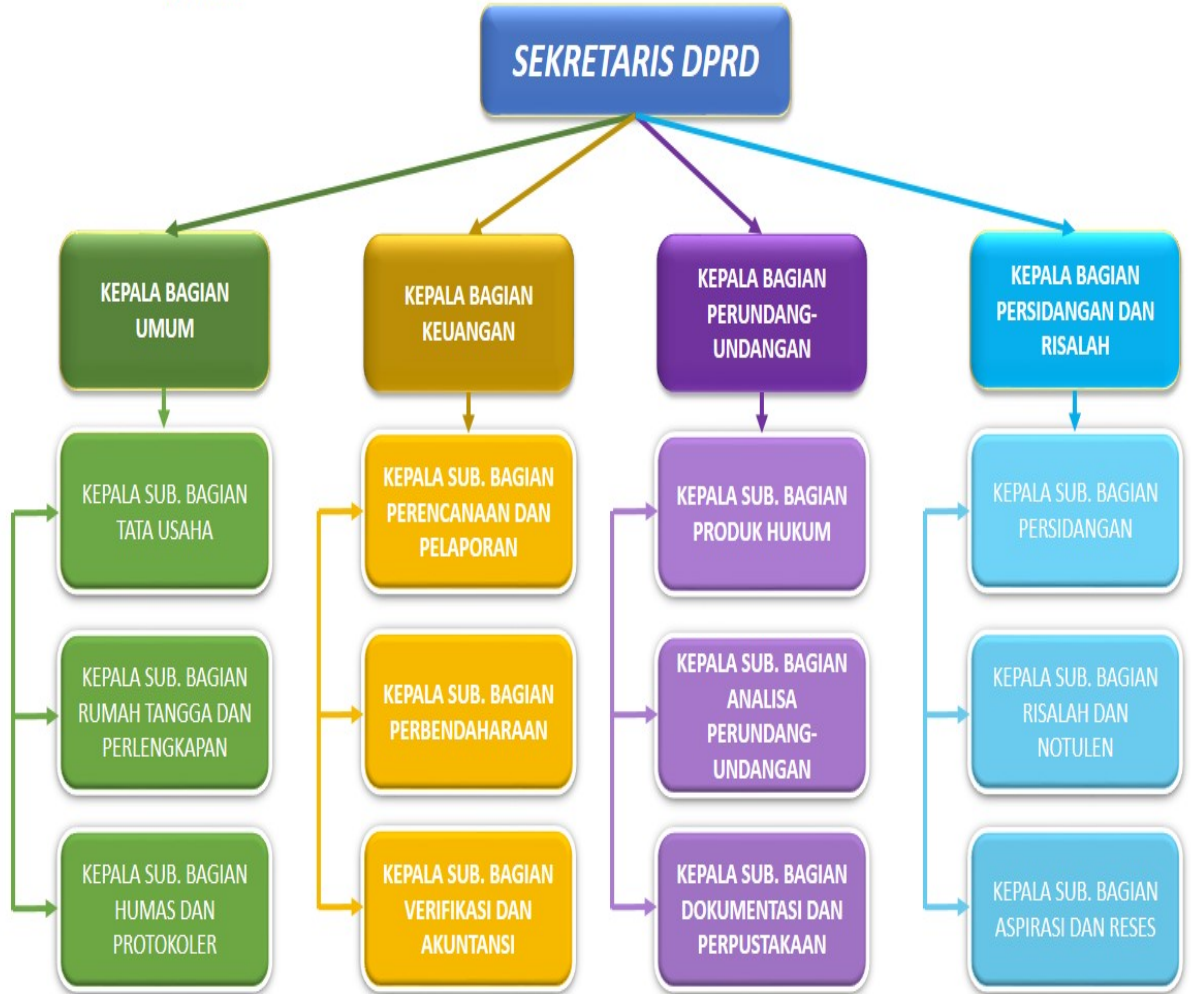 SEKRETARIS DPRD
KEPALA BAGIAN
UMUM
KEPALA BAGIAN
KEUANGAN
KEPALA BAGIAN
PERUNDANG-
UNDANGAN
KEPALA BAGIAN
PERSIDANGAN DAN
RISALAH
KEPALA SUB. BAGIAN
TATA USAHA
KEPALA SUB. BAGIAN
PERENCANAAN DAN
PELAPORAN
KEPALA SUB. BAGIAN
PRODUK HUKUM
KEPALA SUB. BAGIAN
PERSIDANGAN
KEPALA SUB. BAGIAN
RUMAH TANGGA DAN
PERLENGKAPAN
KEPALA SUB. BAGIAN
PERBENDAHARAAN
KEPALA SUB. BAGIAN
ANALISA
PERUNDANG-
UNDANGAN
KEPALA SUB. BAGIAN
RISALAH DAN
NOTULEN
KEPALA SUB. BAGIAN
HUMAS DAN
PROTOKOLER
KEPALA SUB. BAGIAN
VERIFIKASI DAN
AKUNTANSI
KEPALA SUB. BAGIAN
DOKUMENTASI DAN
PERPUSTAKAAN
KEPALA SUB. BAGIAN
ASPIRASI DAN RESES